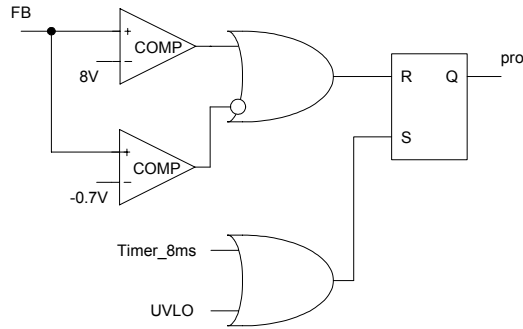 FB
+
COMP
-
8V
R
Q
pro
+
COMP
-
-0.7V
S
Timer_8ms
UVLO